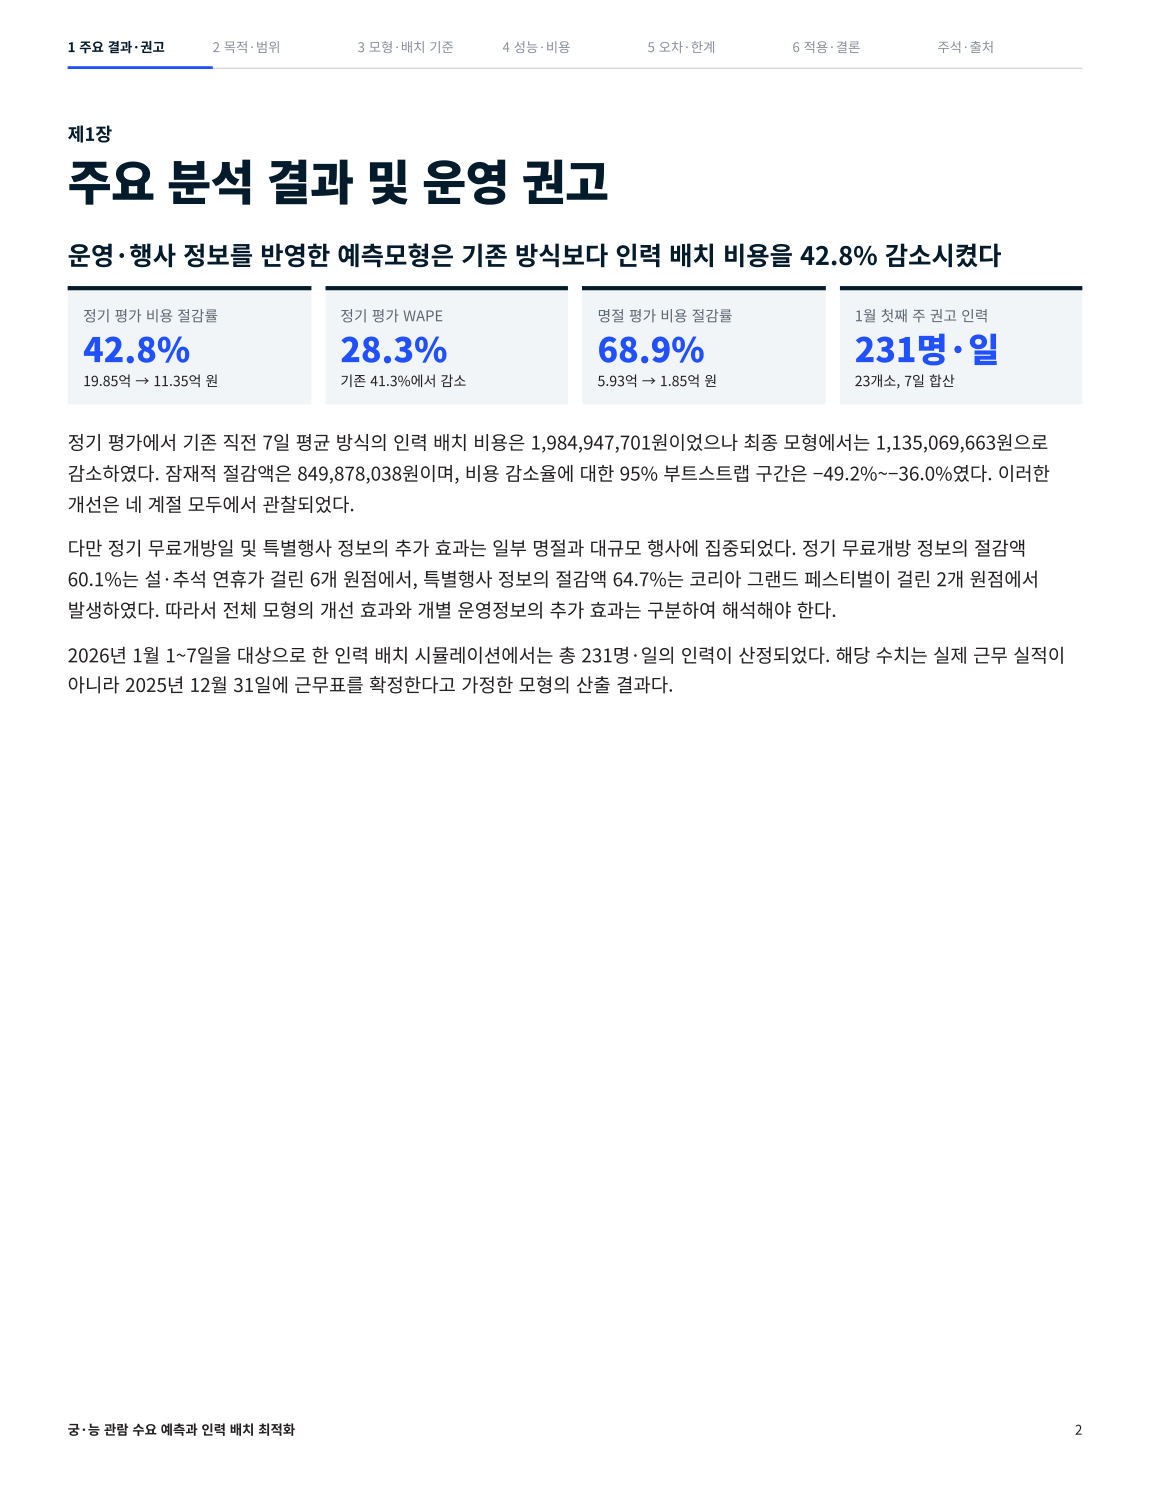 1 주요 결과·권고
2 목적·범위
3 모형·배치 기준
4 성능·비용
5 오차·한계
6 적용·결론
주석·출처
제1장
주요 분석 결과 및 운영 권고
운영·행사 정보를 반영한 예측모형은 기존 방식보다 인력 배치 비용을 42.8% 감소시켰다
정기 평가 비용 절감률
42.8%
19.85억 → 11.35억 원
정기 평가 WAPE
28.3%
기존 41.3%에서 감소
명절 평가 비용 절감률
68.9%
5.93억 → 1.85억 원
1월 첫째 주 권고 인력
231명·일
23개소, 7일 합산
정기 평가에서 기존 직전 7일 평균 방식의 인력 배치 비용은 1,984,947,701원이었으나 최종 모형에서는 1,135,069,663원으로
감소하였다. 잠재적 절감액은 849,878,038원이며, 비용 감소율에 대한 95% 부트스트랩 구간은 −49.2%~−36.0%였다. 이러한
개선은 네 계절 모두에서 관찰되었다.
다만 정기 무료개방일 및 특별행사 정보의 추가 효과는 일부 명절과 대규모 행사에 집중되었다. 정기 무료개방 정보의 절감액
60.1%는 설·추석 연휴가 걸린 6개 원점에서, 특별행사 정보의 절감액 64.7%는 코리아 그랜드 페스티벌이 걸린 2개 원점에서
발생하였다. 따라서 전체 모형의 개선 효과와 개별 운영정보의 추가 효과는 구분하여 해석해야 한다.
2026년 1월 1~7일을 대상으로 한 인력 배치 시뮬레이션에서는 총 231명·일의 인력이 산정되었다. 해당 수치는 실제 근무 실적이
아니라 2025년 12월 31일에 근무표를 확정한다고 가정한 모형의 산출 결과다.
궁·능 관람 수요 예측과 인력 배치 최적화
2